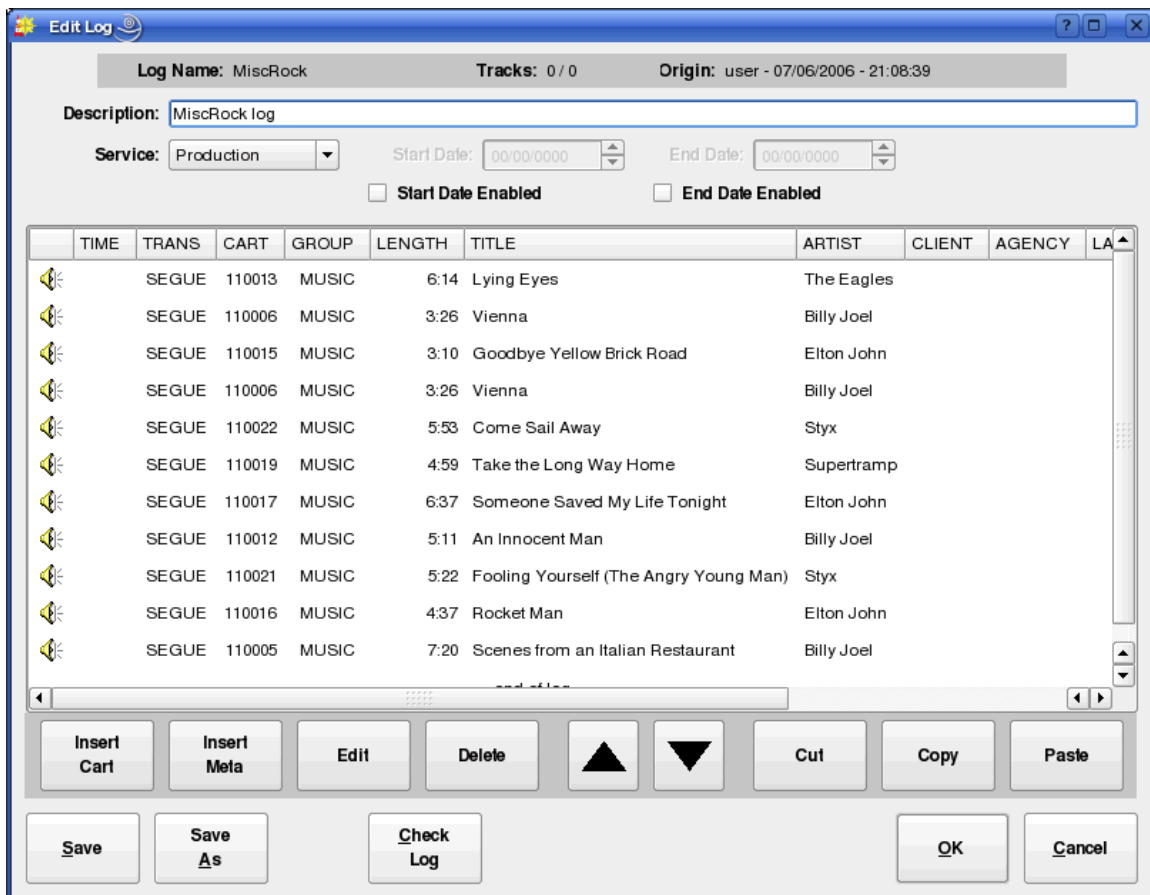 Edit Log
Log Name: MiscRock Tracks: 0 / 0 Origin: user - 07/06/2006 - 21:08:39
Description: MiscRock log
Service: Production Start Date: 00/00/0000 End Date: 00/00/0000
Start Date Enabled End Date Enabled
TIME TRANS CART GROUP LENGTH TITLE ARTIST CLIENT AGENCY LA
SEGUE 110013 MUSIC 6:14 Lying Eyes The Eagles
SEGUE 110006 MUSIC 3:26 Vienna Billy Joel
SEGUE 110015 MUSIC 3:10 Goodbye Yellow Brick Road Elton John
SEGUE 110006 MUSIC 3:26 Vienna Billy Joel
SEGUE 110022 MUSIC 5:53 Come Sail Away Styx
SEGUE 110019 MUSIC 4:59 Take the Long Way Home Supertramp
SEGUE 110017 MUSIC 6:37 Someone Saved My Life Tonight Elton John
SEGUE 110012 MUSIC 5:11 An Innocent Man Billy Joel
SEGUE 110021 MUSIC 5:22 Fooling Yourself (The Angry Young Man) Styx
SEGUE 110016 MUSIC 4:37 Rocket Man Elton John
SEGUE 110005 MUSIC 7:20 Scenes from an Italian Restaurant Billy Joel
end of log
Insert Cart Insert Meta Edit Delete Cut Copy Paste
Save Save As Check Log OK Cancel